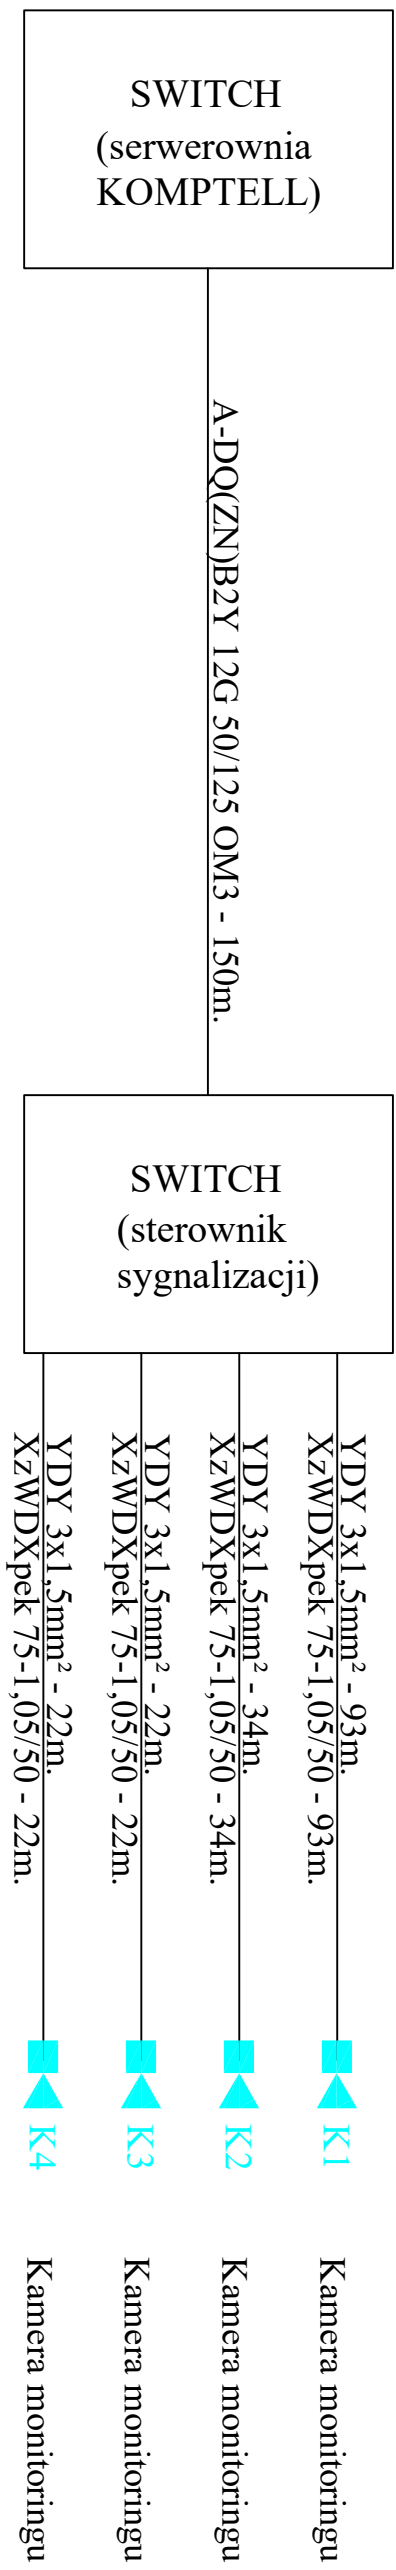 SWITCH
(serwerownia
KOMPTELL)
A-DQ(ZN)B2Y 12G 50/125 OM3 - 150m.
SWITCH
(sterownik
sygnalizacji)
YDY 3x1,5mm² - 93m.
XzWDXpek 75-1,05/50 - 93m.
YDY 3x1,5mm² - 34m.
XzWDXpek 75-1,05/50 - 34m.
YDY 3x1,5mm² - 22m.
XzWDXpek 75-1,05/50 - 22m.
YDY 3x1,5mm² - 22m.
XzWDXpek 75-1,05/50 - 22m.
K1
K2
K3
K4
Kamera monitoringu
Kamera monitoringu
Kamera monitoringu
Kamera monitoringu